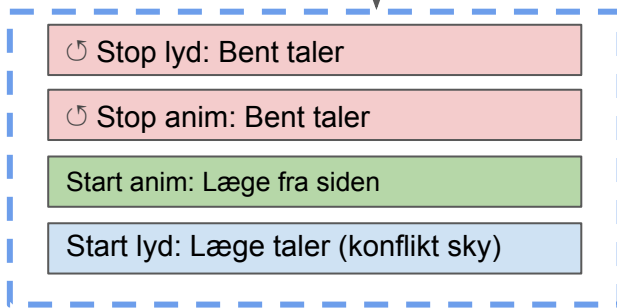 ↺ Stop lyd: Bent taler
↺ Stop anim: Bent taler
Start anim: Læge fra siden
Start lyd: Læge taler (konflikt sky)